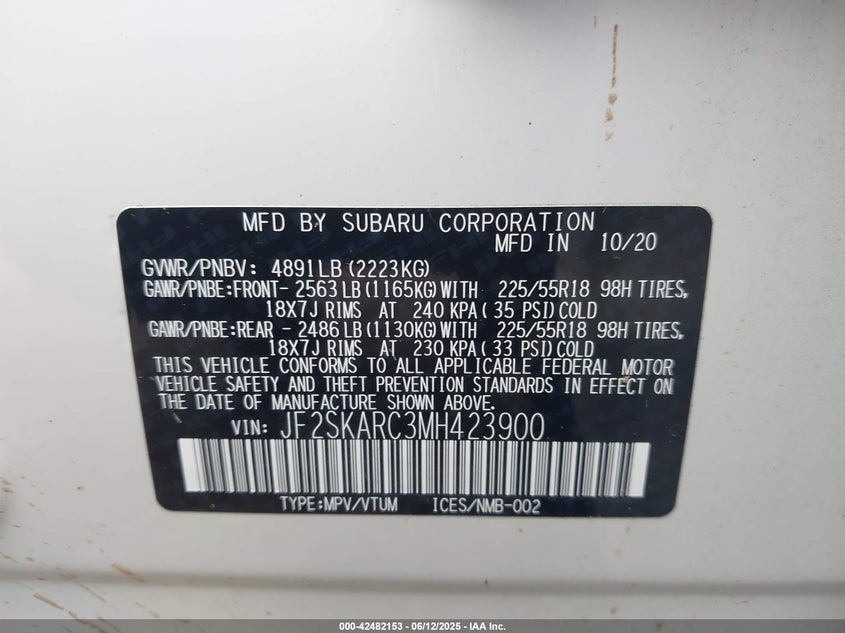 MFD BY SUBARU CORPORATION
MFD IN 10/20
GVWR/PNBV: 4891LB(2223KG)
GAWR/PNBE:FRONT- 2563LB(1165KG)WITH 225/55R18 98H TIRES,
18X7J RIMS AT 240 KPA( 35 PSI)COLD
GAWR/PNBE:REAR - 2486LB(1130KG)WITH 225/55R18 98H TIRES,
18X7J RIMS AT 230 KPA( 33 PSI)COLD
THIS VEHICLE CONFORMS TO ALL APPLICABLE FEDERAL MOTOR
VEHICLE SAFETY AND THEFT PREVENTION STANDARDS IN EFFECT ON
THE DATE OF MANUFACTURE SHOWN ABOVE.
VIN: JF2SKARC3MH423900
TYPE:MPV/VTUM ICES/NMB-002
000-42482153 - 06/12/2025 - IAA Inc.